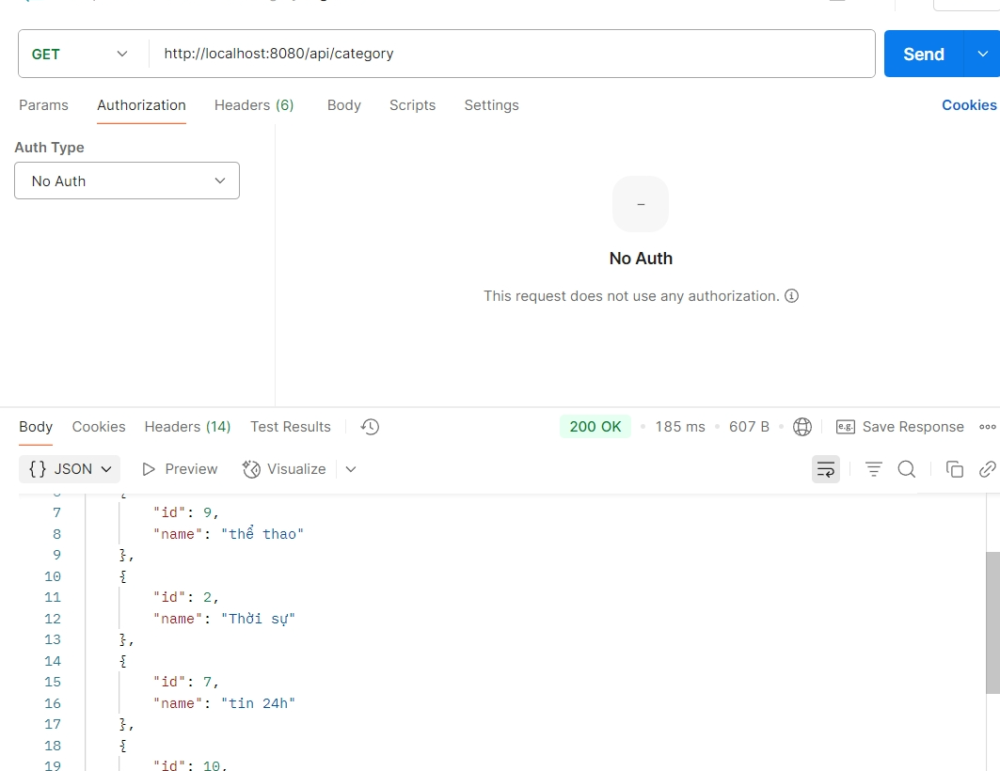 GET http://localhost:8080/api/category Send
Params Authorization Headers (6) Body Scripts Settings Cookies
Auth Type
No Auth
No Auth
This request does not use any authorization.
Body Cookies Headers (14) Test Results 200 OK • 185 ms • 607 B • e.g. Save Response
{} JSON Preview Visualize
7 "id": 9,
8 "name": "thể thao"
9 },
10 {
11 "id": 2,
12 "name": "Thời sự"
13 },
14 {
15 "id": 7,
16 "name": "tin 24h"
17 },
18 {
19 "id": 10,